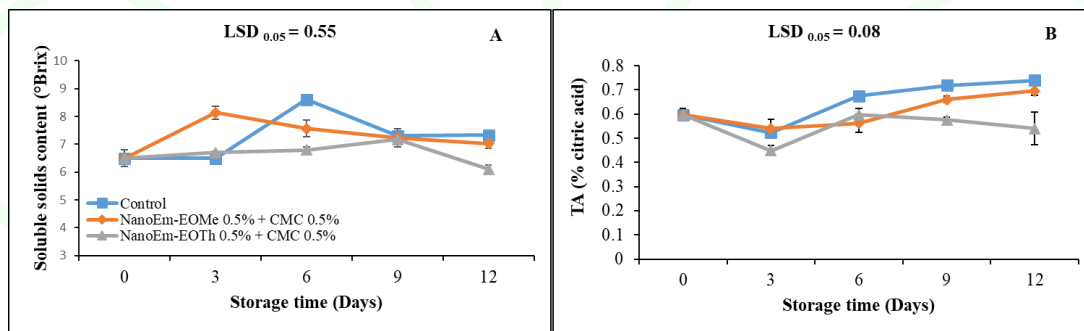 LSD 0.05 = 0.55
A
Soluble solids content (°Brix)
10
9
8
7
6
5
4
3
Control
NanoEm-EOMe 0.5% + CMC 0.5%
NanoEm-EOTh 0.5% + CMC 0.5%
0 3 6 9 12
Storage time (Days)
LSD 0.05 = 0.08
B
TA (% citric acid)
0.8
0.7
0.6
0.5
0.4
0.3
0.2
0.1
0
0 3 6 9 12
Storage time (Days)